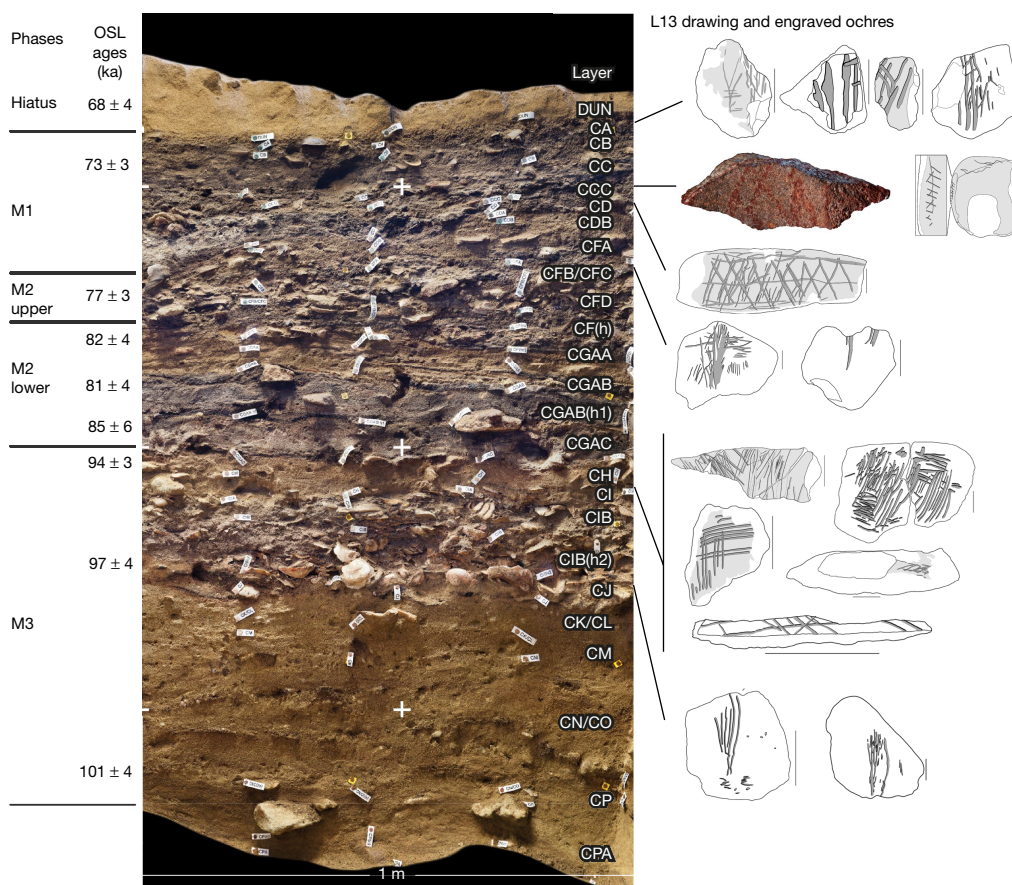 L13 drawing and engraved ochres
Phases
OSL
ages
(ka)
Layer
Hiatus
68 ± 4
DUN
CA
CB
73 ± 3
CC
CCC
CD
M1
CDB
CFA
CFB/CFC
M2
upper
77 ± 3
CFD
CF(h)
82 ± 4
CGAA
M2
lower
81 ± 4
CGAB
CGAB(h1)
85 ± 6
CGAC
94 ± 3
CH
CI
CIB
97 ± 4
CIB(h2)
CJ
M3
CK/CL
CM
CN/CO
101 ± 4
CP
CPA
1 m